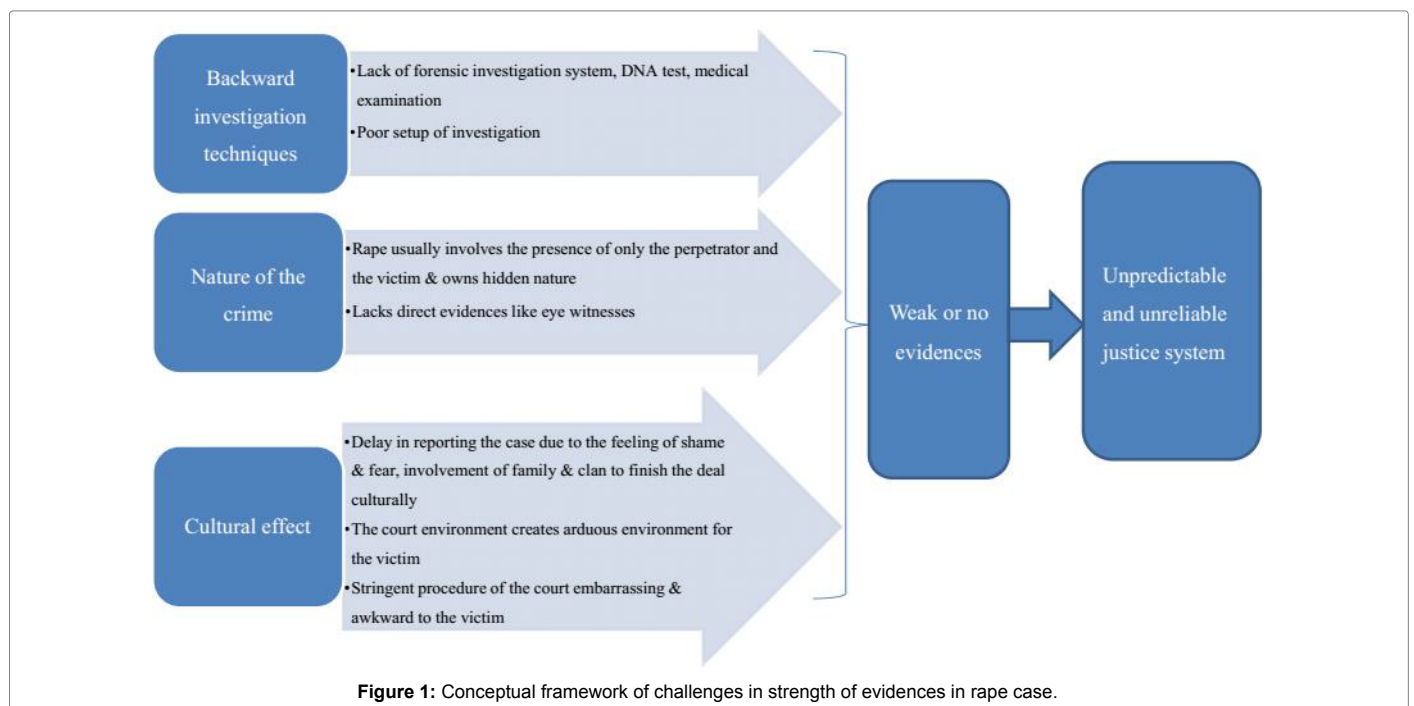 Backward
investigation
techniques
•Lack of forensic investigation system, DNA test, medical
examination
•Poor setup of investigation
Nature of the
crime
•Rape usually involves the presence of only the perpetrator and
the victim & owns hidden nature
•Lacks direct evidences like eye witnesses
Cultural effect
•Delay in reporting the case due to the feeling of shame
& fear, involvement of family & clan to finish the deal
culturally
•The court environment creates arduous environment for
the victim
•Stringent procedure of the court embarrassing &
awkward to the victim
Weak or no
evidences
Unpredictable
and unreliable
justice system
Figure 1: Conceptual framework of challenges in strength of evidences in rape case.